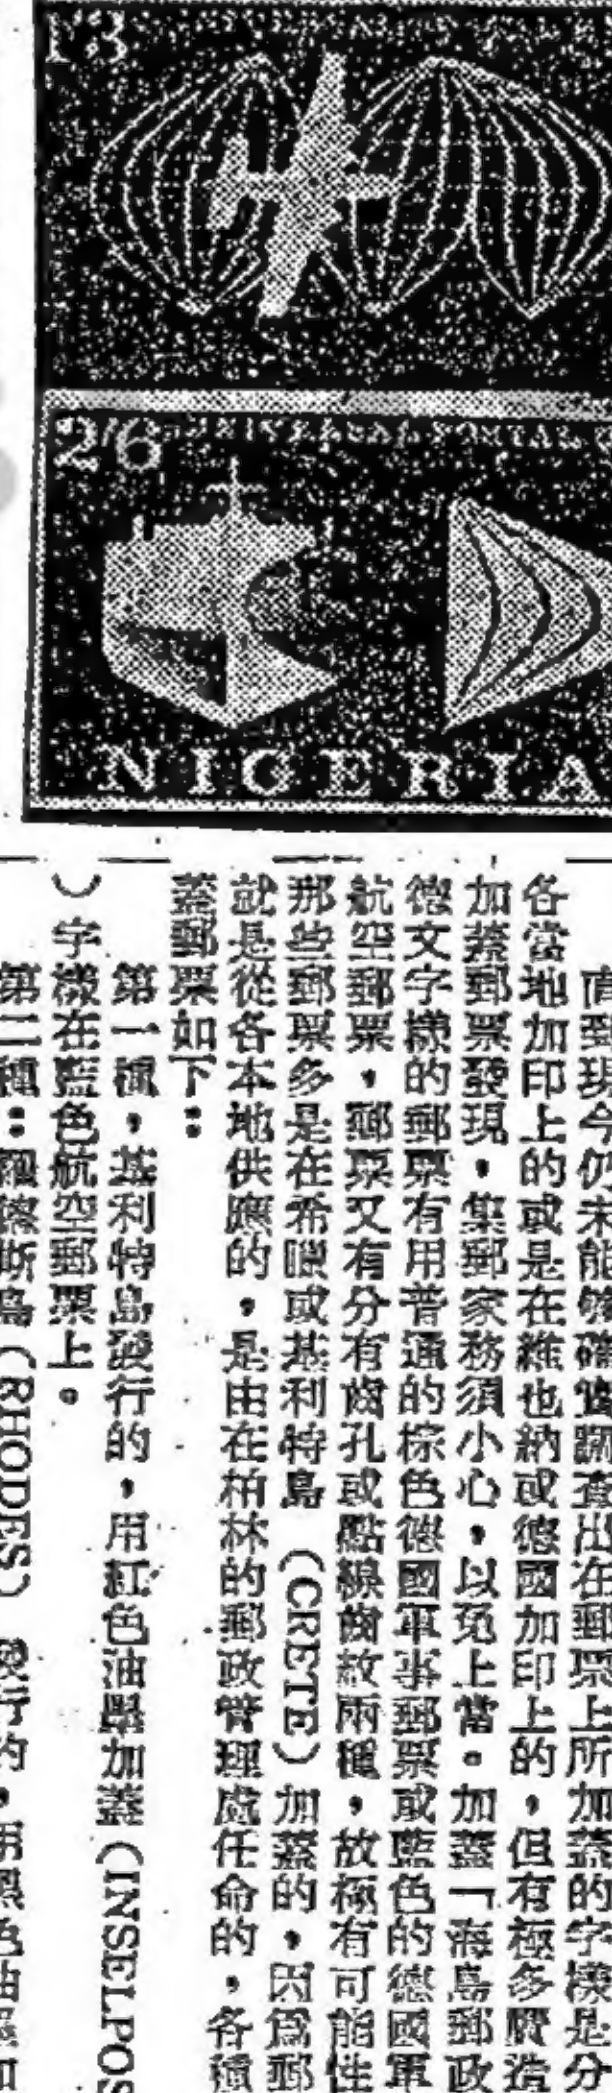 1'3
2'6 UNIVERSAL POSTAL
NIGERIA
直到現今仍未能够確實調查出在郵票上所加蓋的字樣是分
各當地加印上的或是在維也納或德國加印上的，但有極多贋造
加蓋郵票發現，集郵家務須小心，以免上當。加蓋「海島郵政
德文字樣的郵票有用普通的棕色德國軍事郵票或藍色的德國軍
航空郵票，郵票又有分有齒孔或點線齒紋兩種，故極有可能性
那些郵票多是在希臘或基利特島（CRETE）加蓋的，因爲郵
就是從各本地供應的，是由在柏林的郵政管理處任命的，各種
蓋郵票如下：
第一種，基利特島發行的，用紅色油墨加蓋（INSELPOS
）字樣在藍色航空郵票上。
第二種：羅德斯島（RHODES）發行的，用黑色油墨加